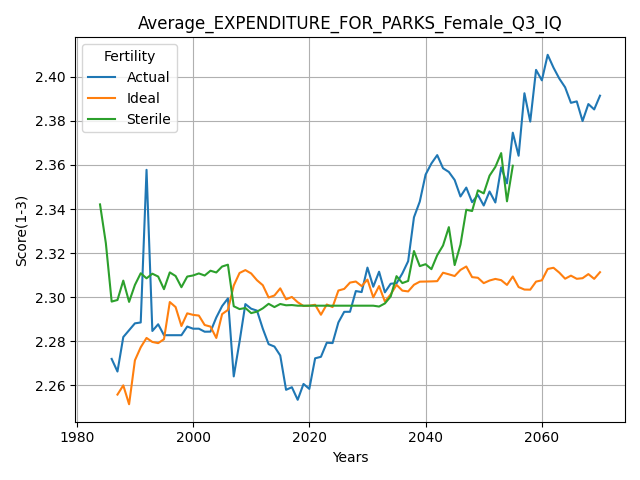 Average_EXPENDITURE_FOR_PARKS_Female_Q3_IQ
Fertility
Actual
Ideal
Sterile
Score(1-3)
2.40
2.38
2.36
2.34
2.32
2.30
2.28
2.26
1980
2000
2020
2040
2060
Years